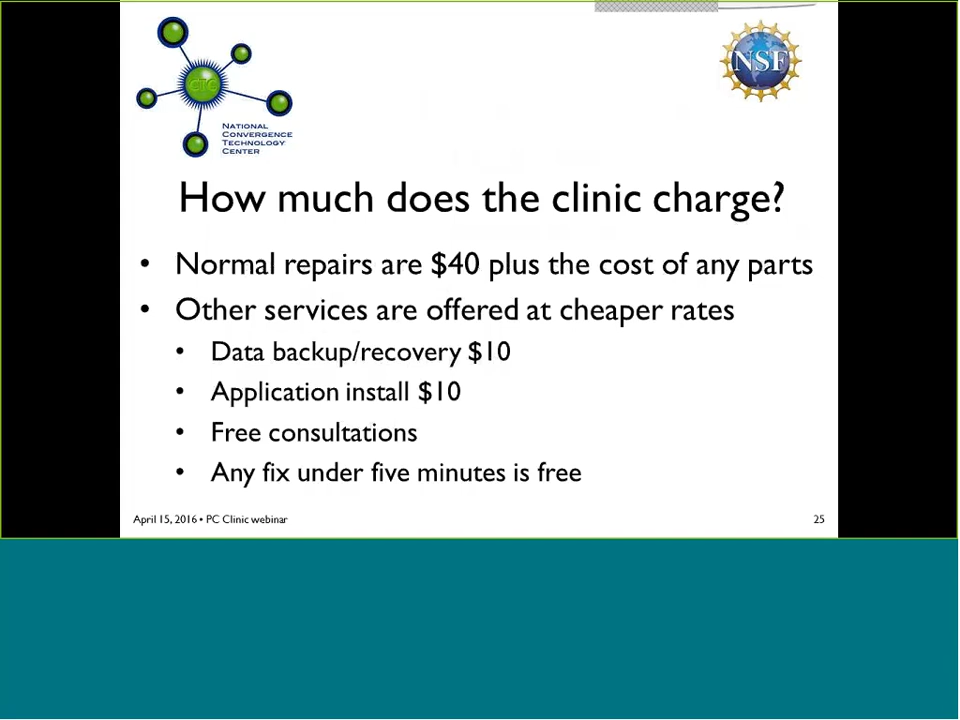 CTC
NSF
NATIONAL
CONVERGENCE
TECHNOLOGY
CENTER
How much does the clinic charge?
• Normal repairs are $40 plus the cost of any parts
• Other services are offered at cheaper rates
• Data backup/recovery $10
• Application install $10
• Free consultations
• Any fix under five minutes is free
April 15, 2016 • PC Clinic webinar
25